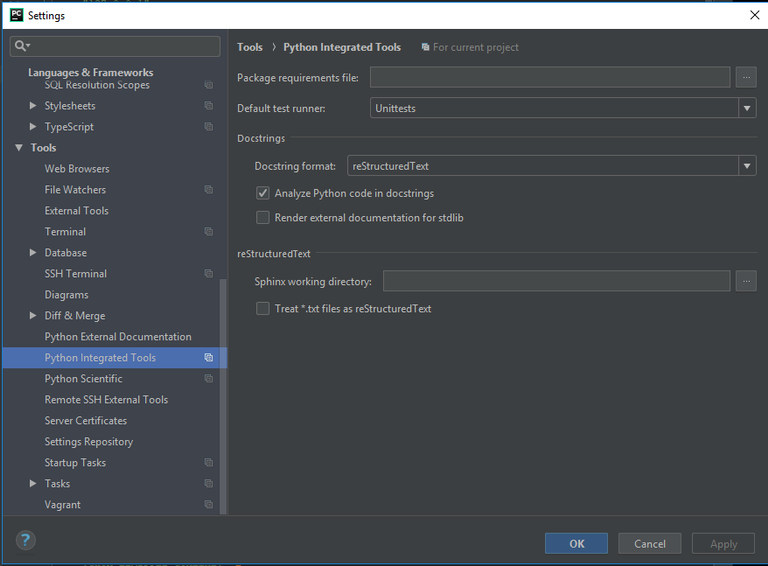 PC
Settings
Languages & Frameworks
SQL Resolution Scopes
Stylesheets
TypeScript
Tools
Web Browsers
File Watchers
External Tools
Terminal
Database
SSH Terminal
Diagrams
Diff & Merge
Python External Documentation
Python Integrated Tools
Python Scientific
Remote SSH External Tools
Server Certificates
Settings Repository
Startup Tasks
Tasks
Vagrant
Tools › Python Integrated Tools For current project
Package requirements file: ...
Default test runner: Unittests
Docstrings
Docstring format: reStructuredText
Analyze Python code in docstrings
Render external documentation for stdlib
reStructuredText
Sphinx working directory: ...
Treat *.txt files as reStructuredText
? OK Cancel Apply